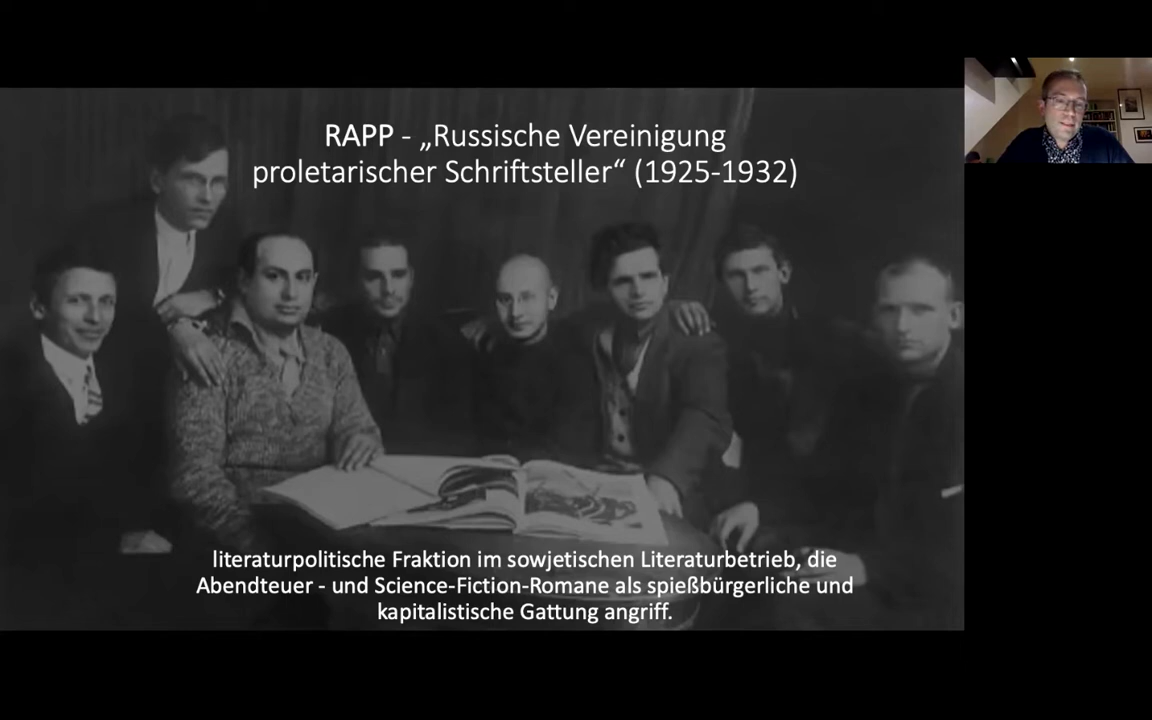 RAPP - „Russische Vereinigung
proletarischer Schriftsteller“ (1925-1932)
literaturpolitische Fraktion im sowjetischen Literaturbetrieb, die
Abendteuer - und Science-Fiction-Romane als spießbürgerliche und
kapitalistische Gattung angriff.